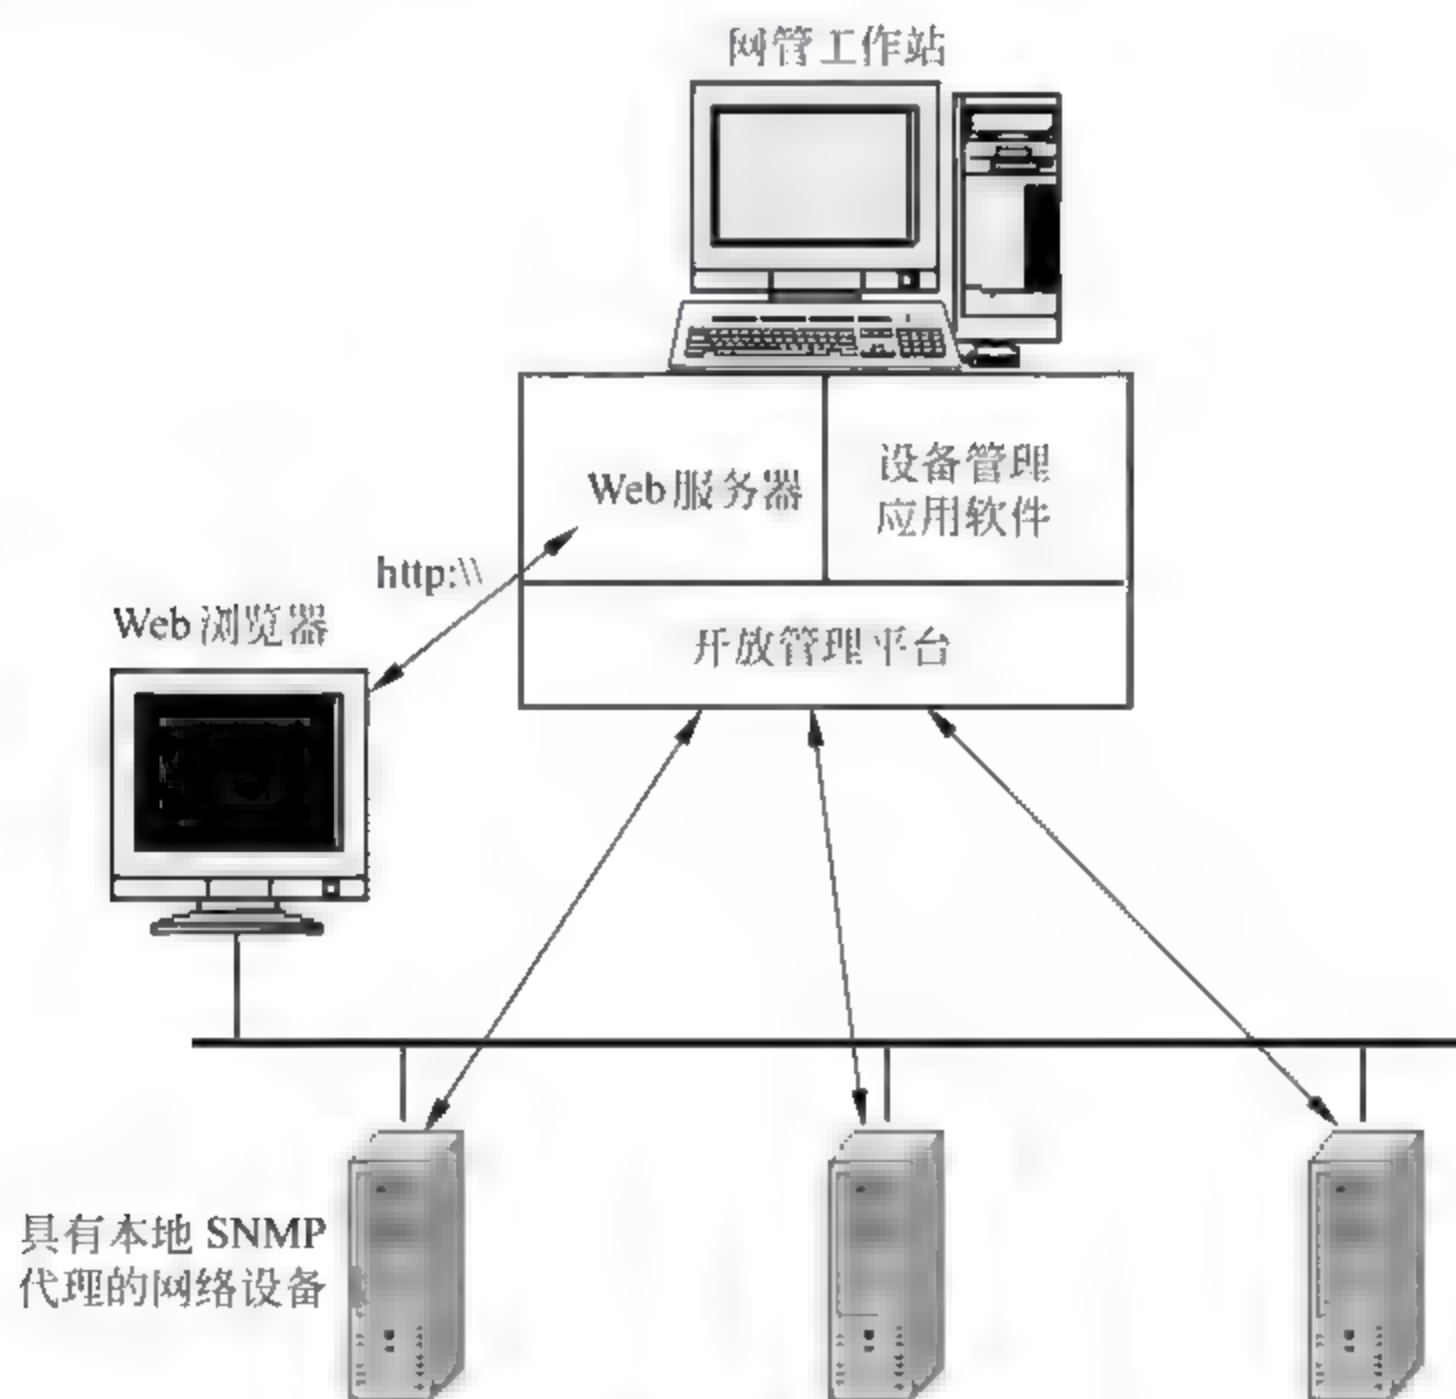 网管工作站
Web服务器
设备管理
应用软件
http:\\
Web 浏览器
开放管理平台
具有本地 SNMP
代理的网络设备